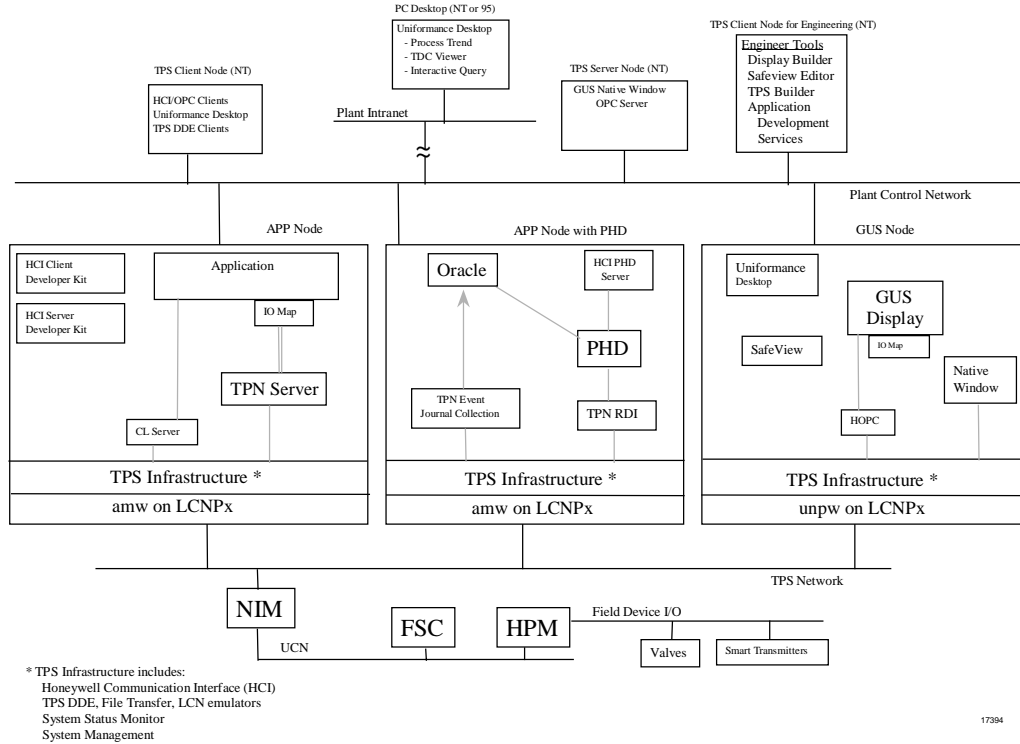 PC Desktop (NT or 95)
Uniformance Desktop
- Process Trend
- TDC Viewer
- Interactive Query
TPS Client Node for Engineering (NT)
Engineer Tools
Display Builder
Safeview Editor
TPS Builder
Application
Development
Services
TPS Client Node (NT)
HCI/OPC Clients
Uniformance Desktop
TPS DDE Clients
TPS Server Node (NT)
GUS Native Window
OPC Server
Plant Intranet
≈
Plant Control Network
APP Node
HCI Client
Developer Kit
HCI Server
Developer Kit
Application
IO Map
TPN Server
CL Server
TPS Infrastructure *
amw on LCNPx
APP Node with PHD
Oracle
HCI PHD
Server
PHD
TPN Event
Journal Collection
TPN RDI
TPS Infrastructure *
amw on LCNPx
GUS Node
Uniformance
Desktop
GUS
Display
IO Map
SafeView
Native
Window
HOPC
TPS Infrastructure *
unpw on LCNPx
TPS Network
NIM
UCN
FSC
HPM
Field Device I/O
Valves
Smart Transmitters
* TPS Infrastructure includes:
Honeywell Communication Interface (HCI)
TPS DDE, File Transfer, LCN emulators
System Status Monitor
System Management
17394